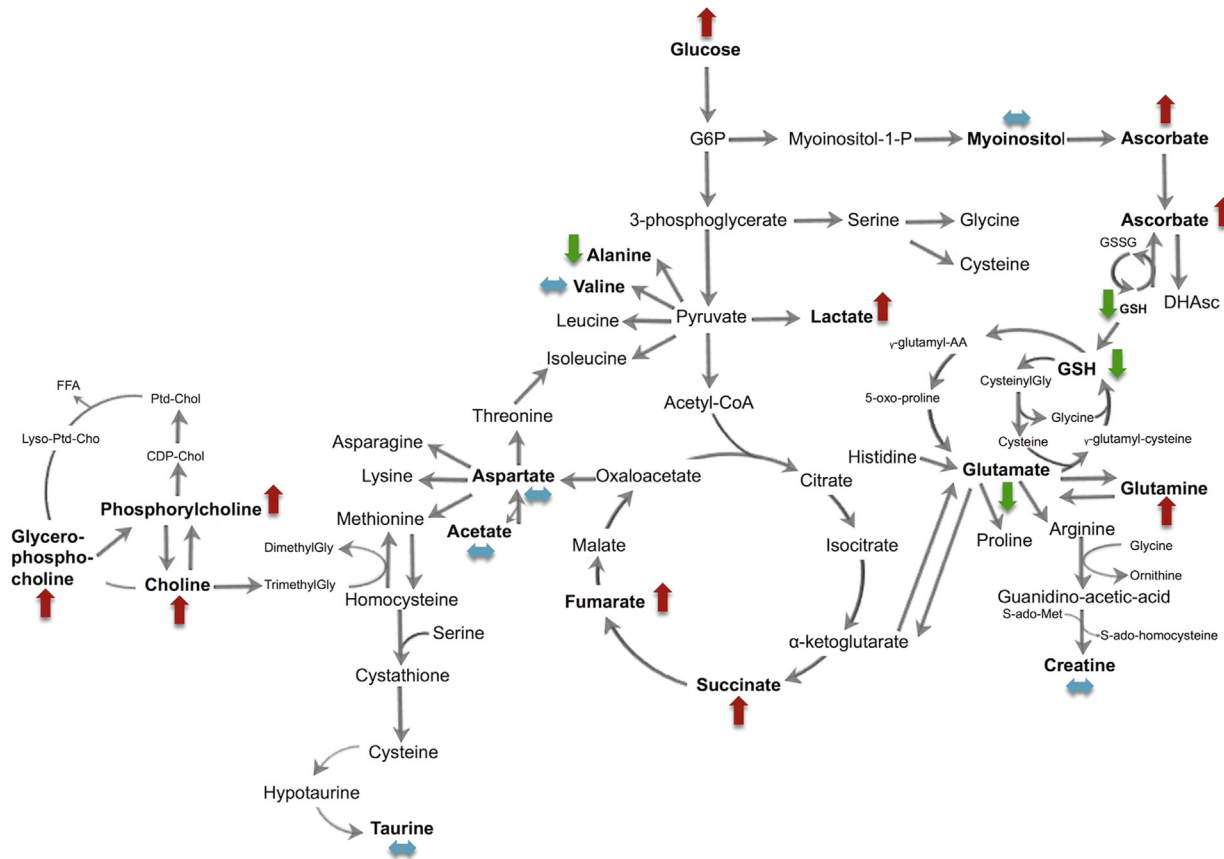 Glucose
G6P
Myoinositol-1-P
Myoinositol
Ascorbate
3-phosphoglycerate
Serine
Glycine
Cysteine
Ascorbate
GSSG
GSH
DHAsc
Alanine
Valine
Leucine
Isoleucine
Pyruvate
Lactate
γ-glutamyl-AA
GSH
CysteinylGly
5-oxo-proline
Glycine
Cysteine
γ-glutamyl-cysteine
Acetyl-CoA
Threonine
Asparagine
Lysine
Aspartate
Oxaloacetate
Citrate
Histidine
Glutamate
Glutamine
FFA
Ptd-Chol
Lyso-Ptd-Cho
CDP-Chol
Phosphorylcholine
Glycero-
phospho-
choline
Choline
Methionine
Acetate
DimethylGly
TrimethylGly
Homocysteine
Serine
Cystathione
Cysteine
Hypotaurine
Taurine
Malate
Isocitrate
Fumarate
α-ketoglutarate
Succinate
Proline
Arginine
Glycine
Ornithine
Guanidino-acetic-acid
S-ado-Met
S-ado-homocysteine
Creatine